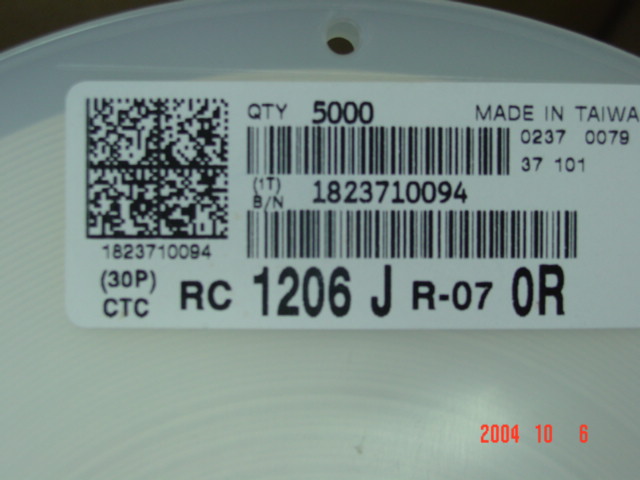 QTY 5000 MADE IN TAIWA
0237 0079
37 101
(1T)
B/N 1823710094
1823710094
(30P)
CTC RC 1206 J R-07 0R
2004 10 6